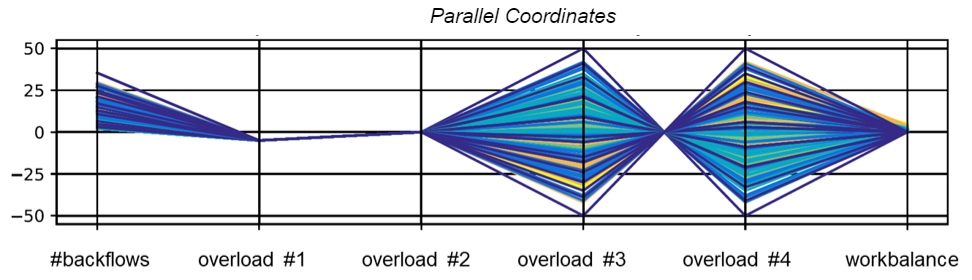 Parallel Coordinates
50
25
0
−25
−50
#backflows overload #1 overload #2 overload #3 overload #4 workbalance